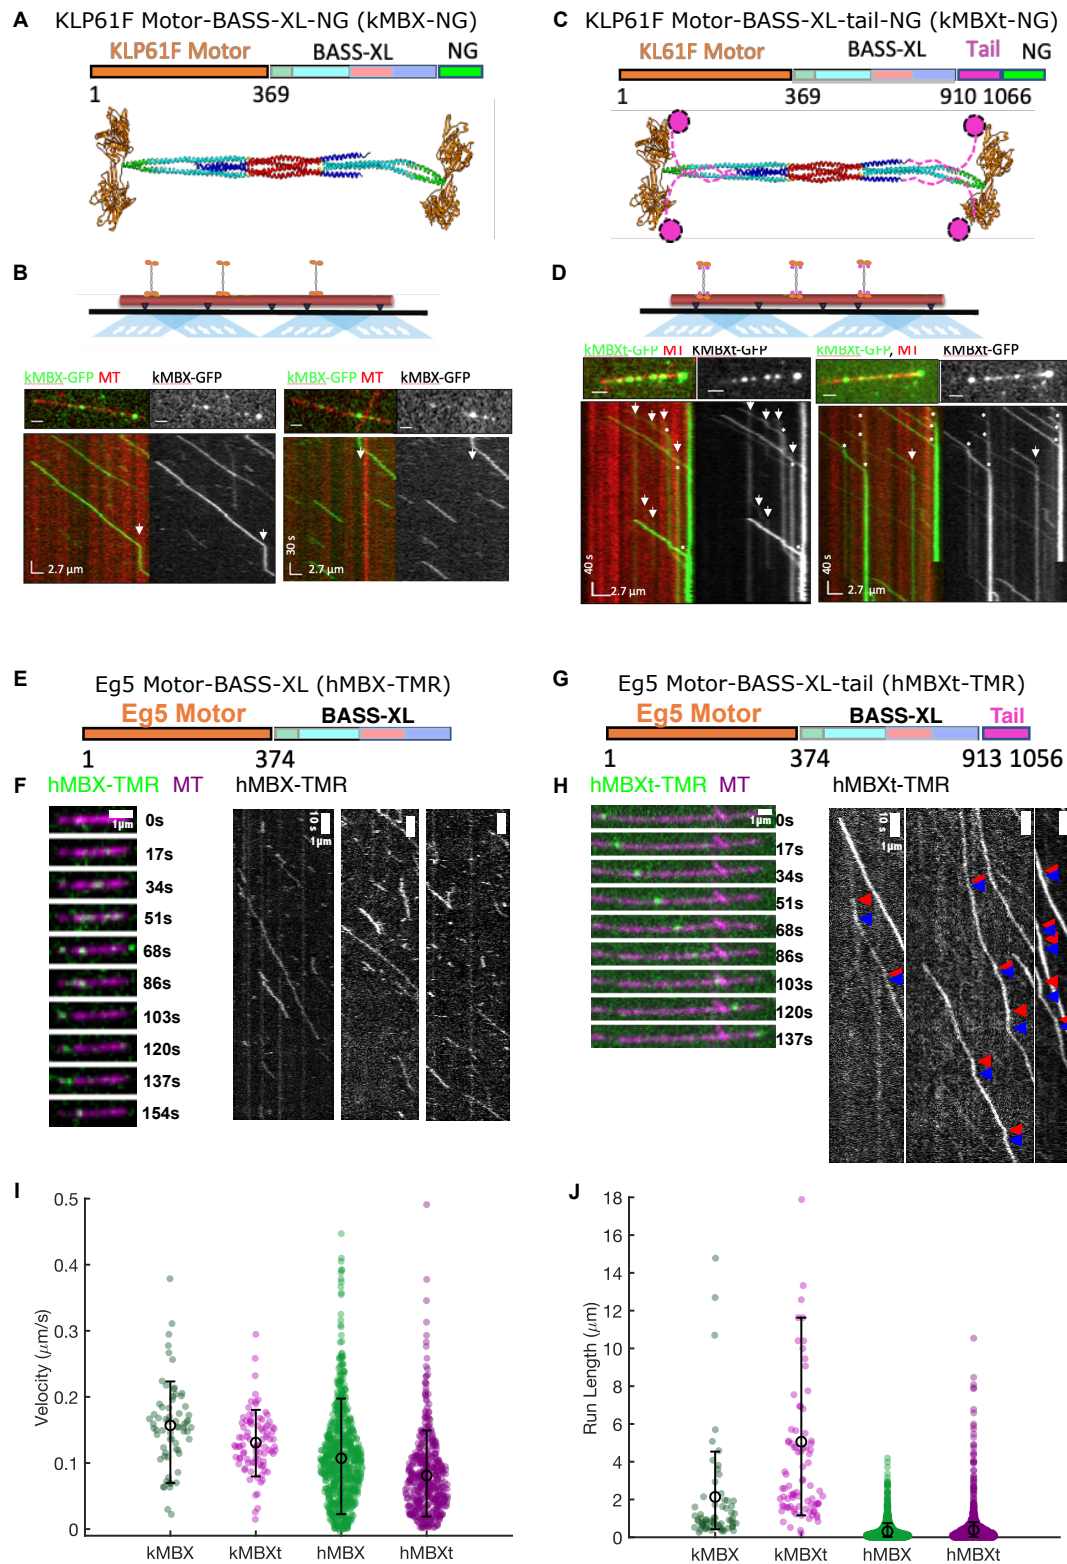 A KLP61F Motor-BASS-XL-NG (kMBX-NG)
KLP61F Motor BASS-XL NG
1 369
B
kMBX-GFP MT kMBX-GFP kMBX-GFP MT kMBX-GFP
2.7 µm 30 s 2.7 µm
C KLP61F Motor-BASS-XL-tail-NG (kMBXt-NG)
KL61F Motor BASS-XL Tail NG
1 369 910 1066
D
kMBXt-GFP MT KMBXt-GFP kMBXt-GFP, MT KMBXt-GFP
40 s 2.7 µm 40 s 2.7 µm
E Eg5 Motor-BASS-XL (hMBX-TMR)
Eg5 Motor BASS-XL
1 374
F hMBX-TMR MT hMBX-TMR
1µm 0s 10 s 1µm
17s
34s
51s
68s
86s
103s
120s
137s
154s
G Eg5 Motor-BASS-XL-tail (hMBXt-TMR)
Eg5 Motor BASS-XL Tail
1 374 913 1056
H hMBXt-TMR MT hMBXt-TMR
1µm 0s 10 s 1µm
17s
34s
51s
68s
86s
103s
120s
137s
I
Velocity (µm/s)
0.5
0.4
0.3
0.2
0.1
0
kMBX kMBXt hMBX hMBXt
J
Run Length (µm)
18
16
14
12
10
8
6
4
2
0
kMBX kMBXt hMBX hMBXt